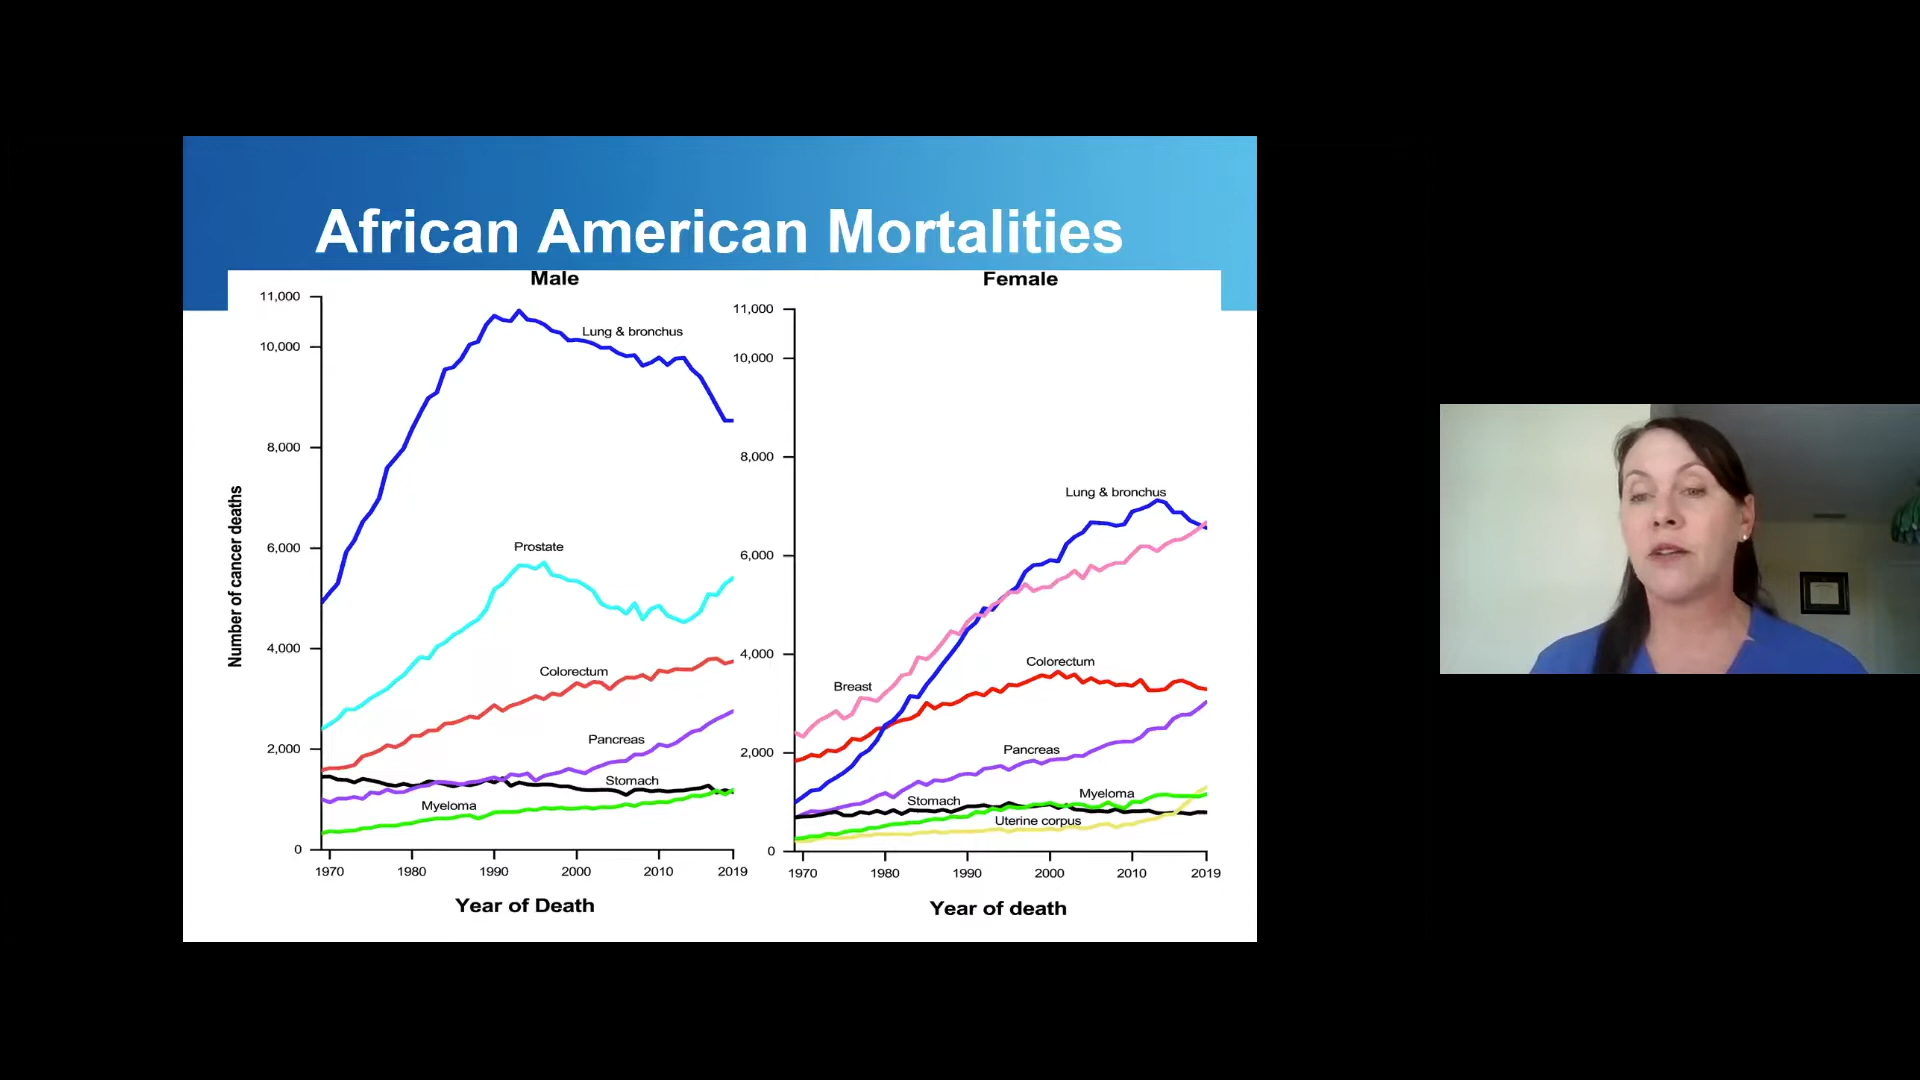 African American Mortalities
Male
Female
11,000
10,000
8,000
6,000
4,000
2,000
0
Number of cancer deaths
Lung & bronchus
Prostate
Colorectum
Pancreas
Stomach
Myeloma
1970 1980 1990 2000 2010 2019
Year of Death
11,000
10,000
8,000
6,000
4,000
2,000
0
Lung & bronchus
Colorectum
Breast
Pancreas
Stomach
Myeloma
Uterine corpus
1970 1980 1990 2000 2010 2019
Year of death